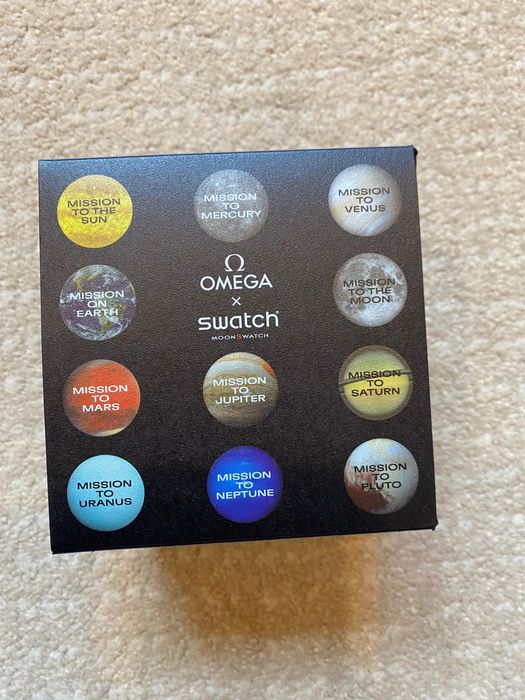 MISSION
TO THE
SUN
MISSION
TO
MERCURY
MISSION
TO
VENUS
MISSION
ON
EARTH
Ω
OMEGA
×
swatch
MOONSWATCH
MISSION
TO THE
MOON
MISSION
TO
MARS
MISSION
TO
JUPITER
MISSION
TO
SATURN
MISSION
TO
URANUS
MISSION
TO
NEPTUNE
MISSION
TO
PLUTO